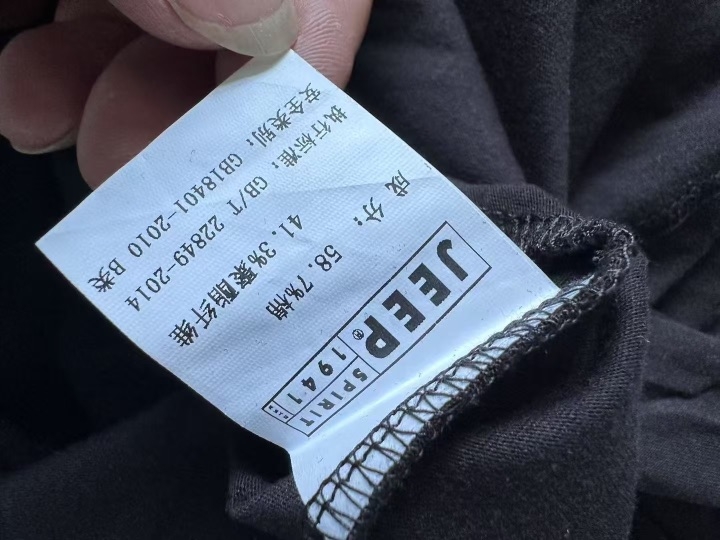 JEEP®
SPIRIT
1941
成 分：
58.7%棉
41.3%聚酯纤维
执行标准：GB/T 22849-2014
安全类别：GB18401-2010 B类